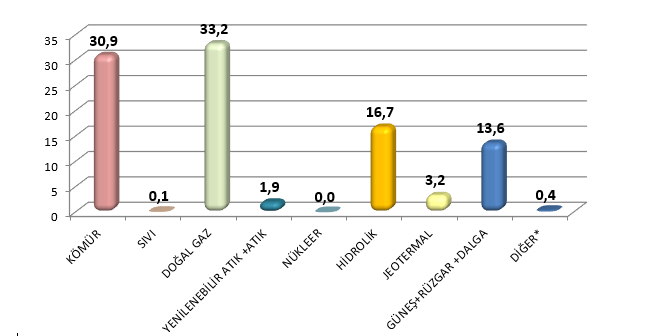 35
30
25
20
15
10
5
0
30,9
0,1
33,2
1,9
0,0
16,7
3,2
13,6
0,4
KÖMÜR
SIVI
DOĞAL GAZ
YENİLENEBİLİR ATIK +ATIK
NÜKLEER
HİDROLİK
JEOTERMAL
GÜNEŞ+RÜZGAR +DALGA
DİĞER*